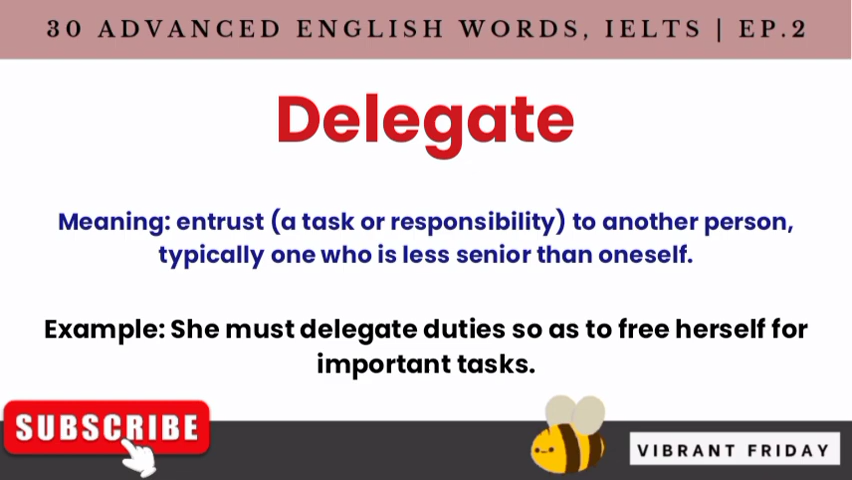 30 ADVANCED ENGLISH WORDS, IELTS | EP.2
Delegate
Meaning: entrust (a task or responsibility) to another person,
typically one who is less senior than oneself.
Example: She must delegate duties so as to free herself for
important tasks.
SUBSCRIBE
VIBRANT FRIDAY